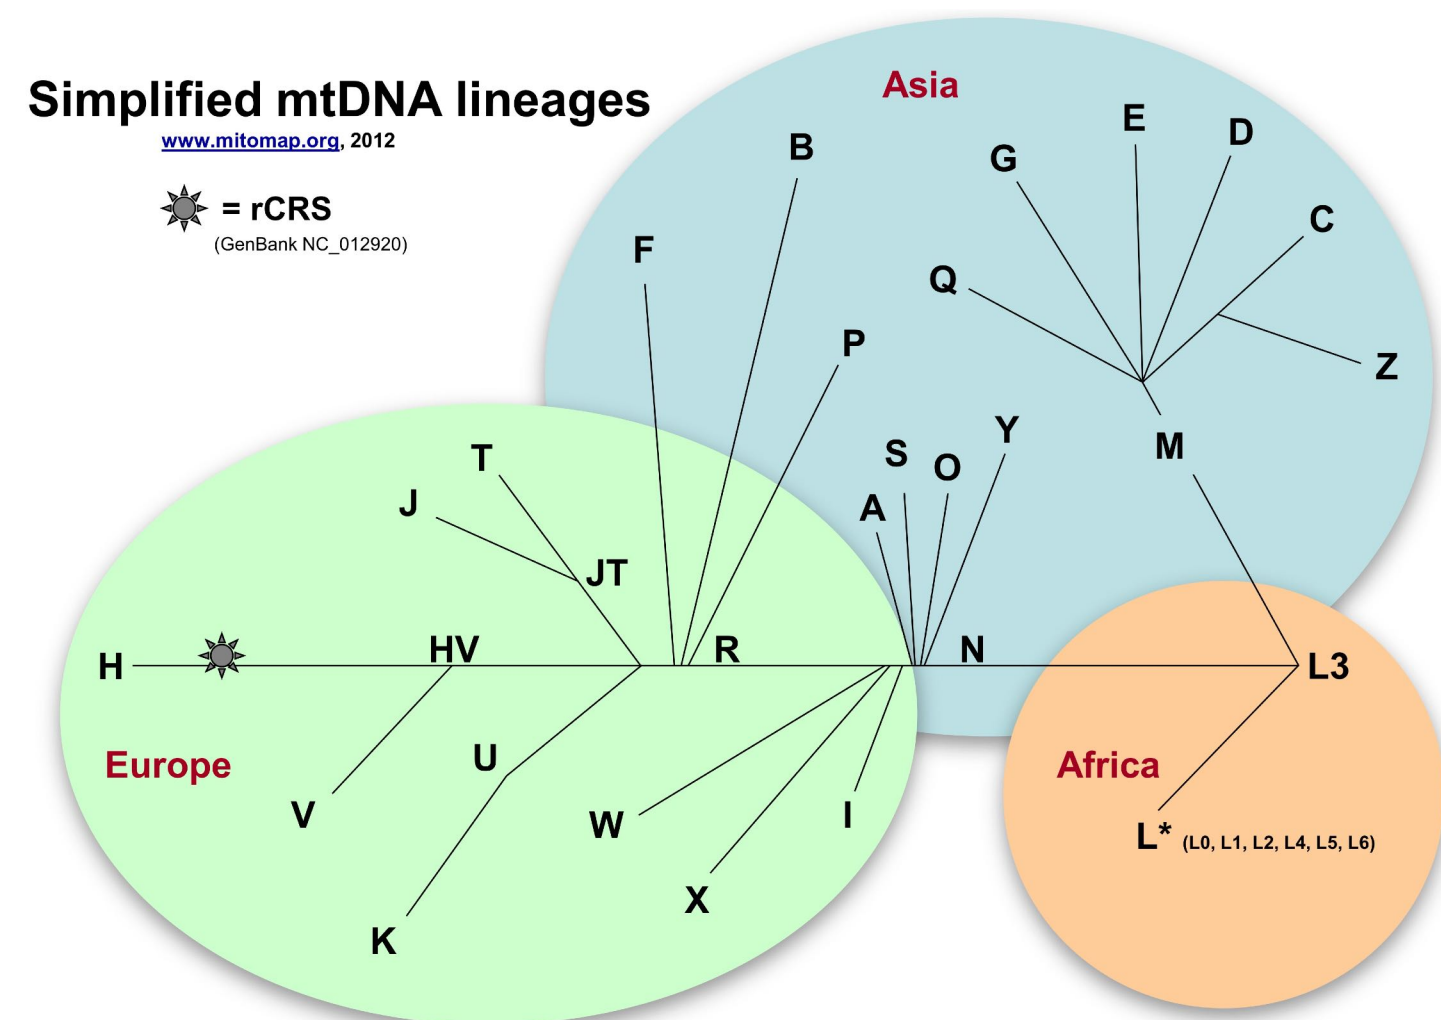 Simplified mtDNA lineages
www.mitomap.org, 2012
= rCRS
(GenBank NC_012920)
Asia
E
D
B
G
C
F
Q
P
Z
Y
M
S
O
T
A
J
JT
HV
R
N
H
L3
U
Europe
Africa
V
W
I
L* (L0, L1, L2, L4, L5, L6)
X
K